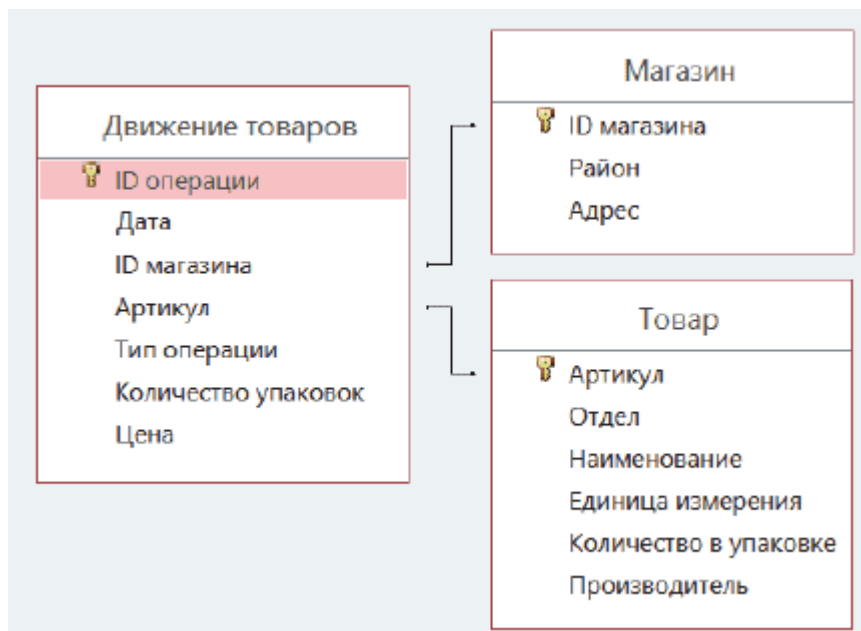 Движение товаров
ID операции
Дата
ID магазина
Артикул
Тип операции
Количество упаковок
Цена
Магазин
ID магазина
Район
Адрес
Товар
Артикул
Отдел
Наименование
Единица измерения
Количество в упаковке
Производитель